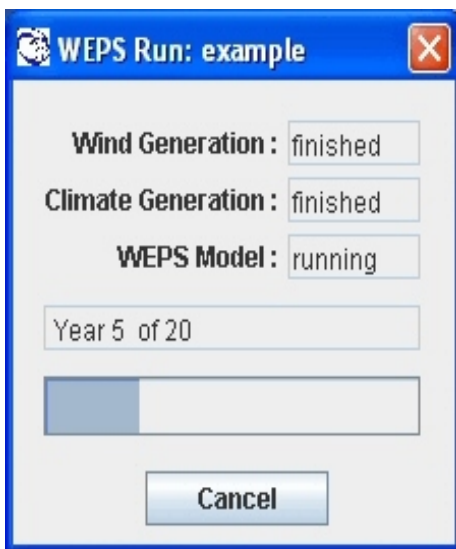 WEPS Run: example
Wind Generation : finished
Climate Generation : finished
WEPS Model : running
Year 5 of 20
Cancel